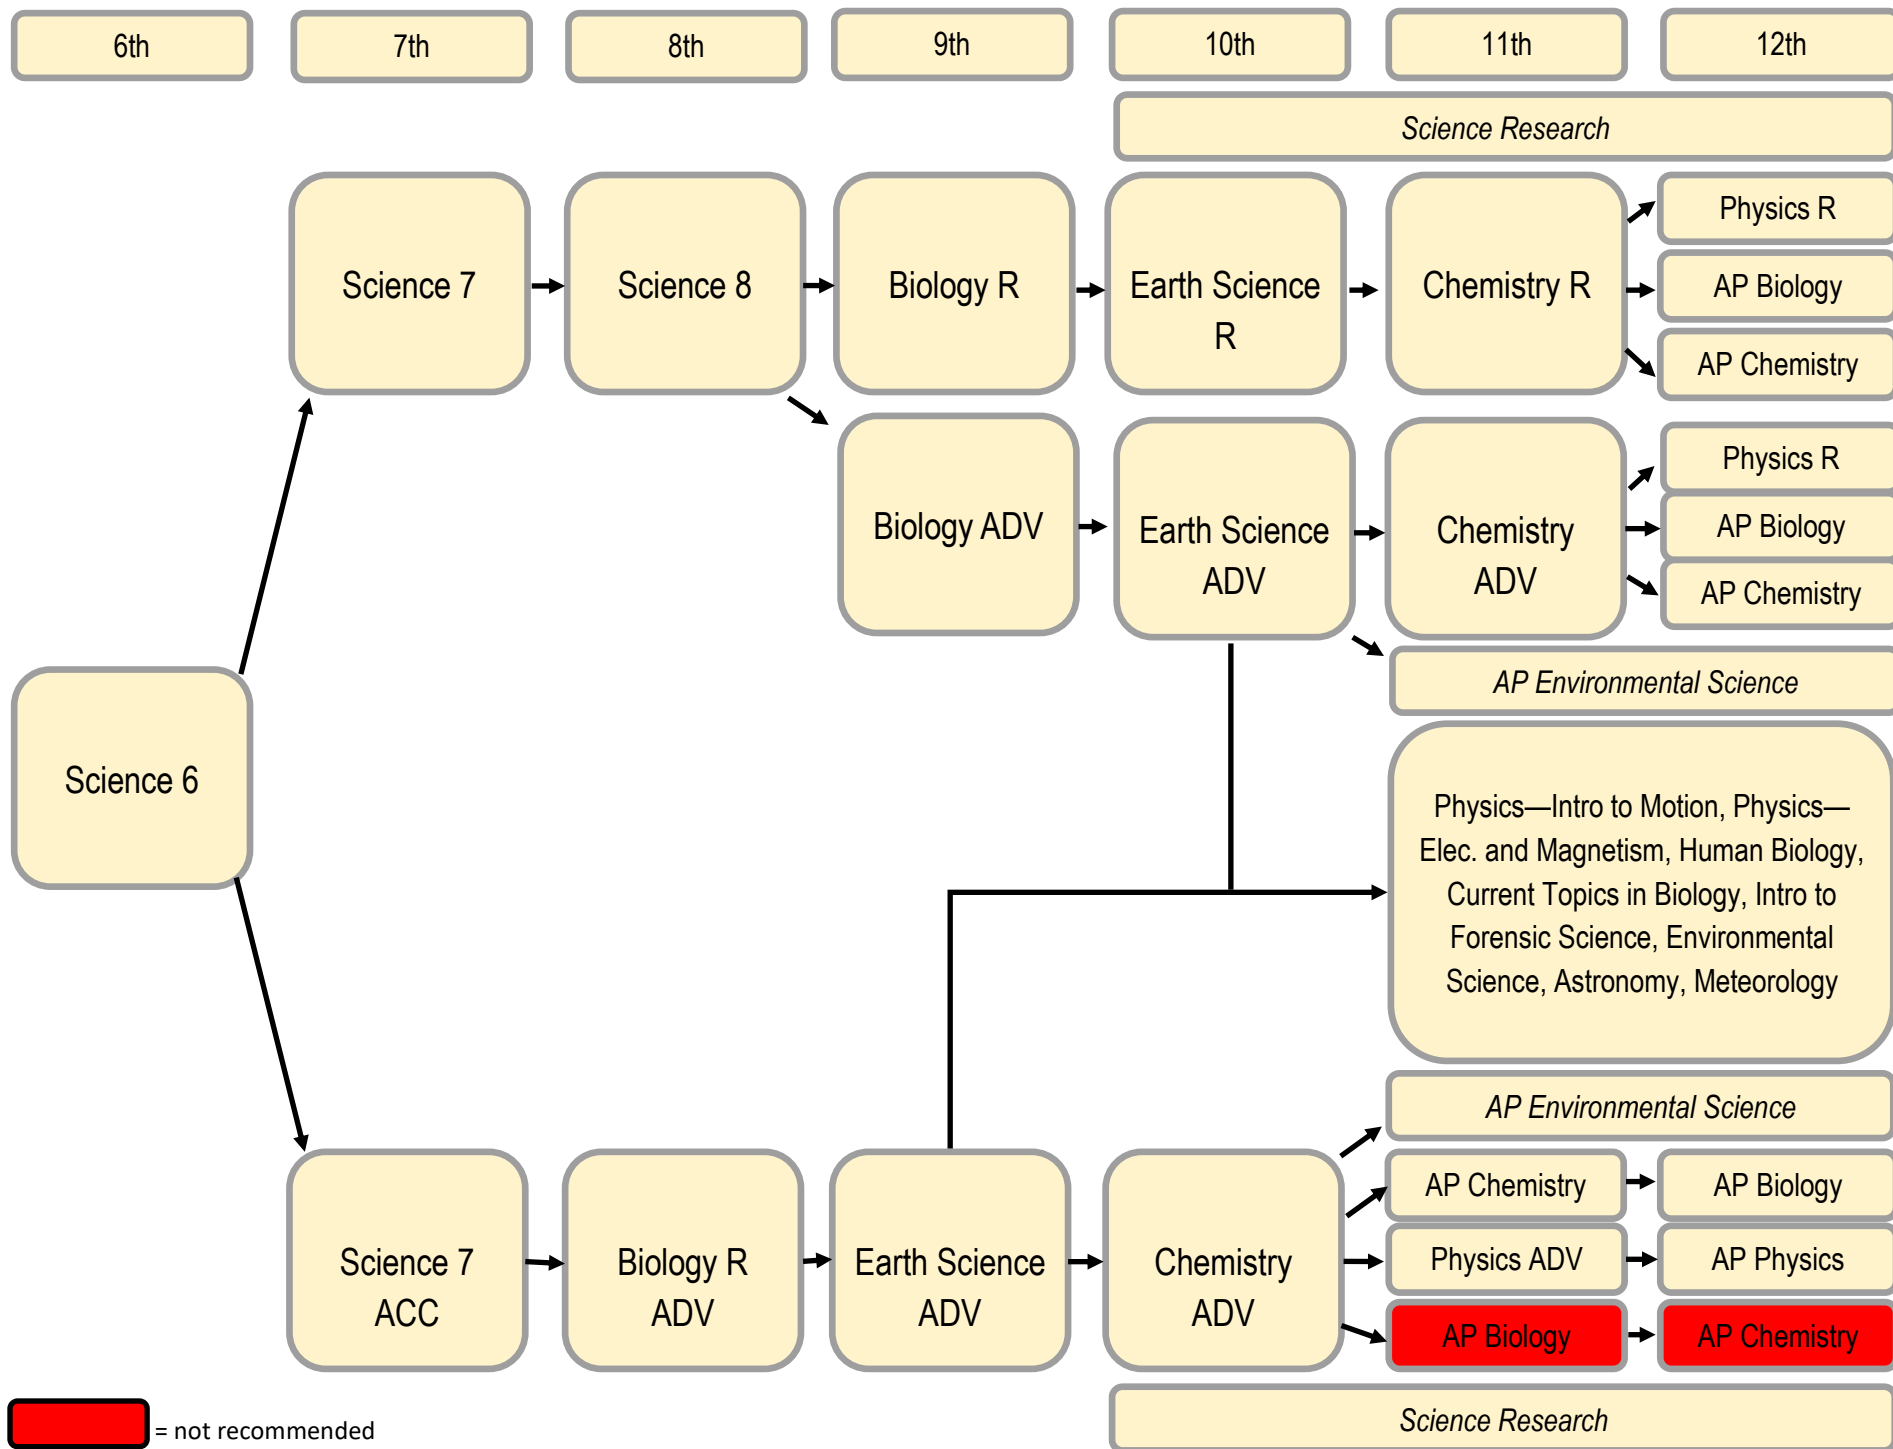 6th
7th
8th
9th
10th
11th
12th
Science Research
Science 7
Science 8
Biology R
Earth Science
R
Chemistry R
Physics R
AP Biology
AP Chemistry
Biology ADV
Earth Science
ADV
Chemistry
ADV
Physics R
AP Biology
AP Chemistry
AP Environmental Science
Science 6
Physics—Intro to Motion, Physics—
Elec. and Magnetism, Human Biology,
Current Topics in Biology, Intro to
Forensic Science, Environmental
Science, Astronomy, Meteorology
AP Environmental Science
Science 7
ACC
Biology R
ADV
Earth Science
ADV
Chemistry
ADV
AP Chemistry
AP Biology
Physics ADV
AP Physics
AP Biology
AP Chemistry
Science Research
= not recommended